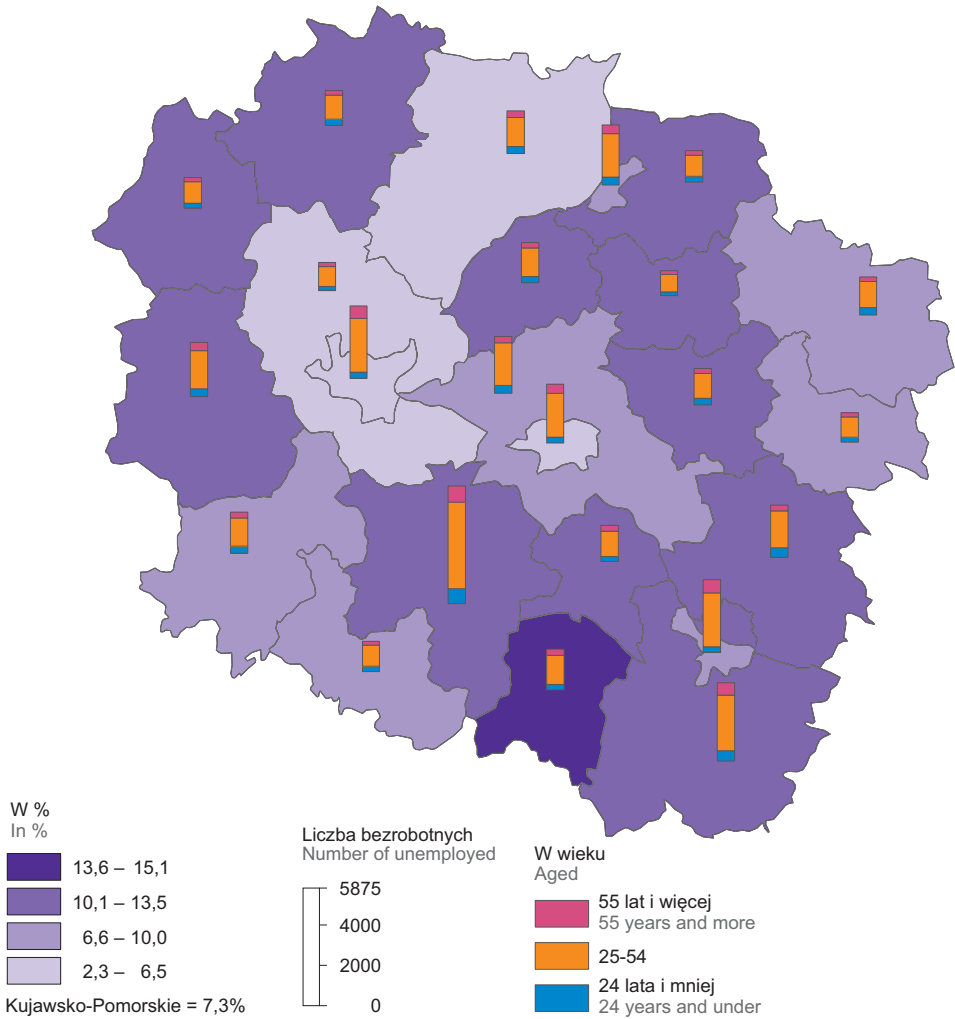 W %
In %
13,6 – 15,1
10,1 – 13,5
6,6 – 10,0
2,3 – 6,5
Kujawsko-Pomorskie = 7,3%
Liczba bezrobotnych
Number of unemployed
5875
4000
2000
0
W wieku
Aged
55 lat i więcej
55 years and more
25-54
24 lata i mniej
24 years and under